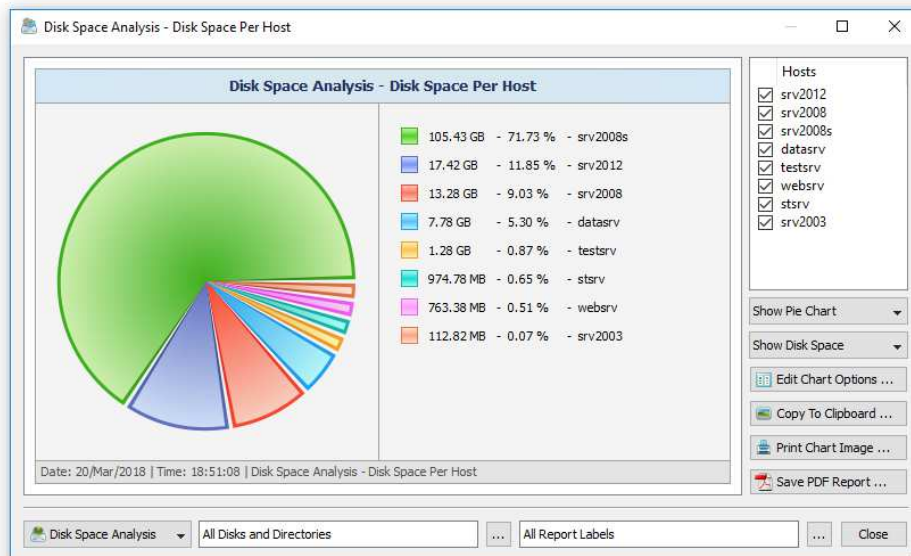 Disk Space Analysis - Disk Space Per Host
Disk Space Analysis - Disk Space Per Host
105.43 GB - 71.73 % - srv2008s
17.42 GB - 11.85 % - srv2012
13.28 GB - 9.03 % - srv2008
7.78 GB - 5.30 % - datasrv
1.28 GB - 0.87 % - testsrv
974.78 MB - 0.65 % - stsrv
763.38 MB - 0.51 % - websrv
112.82 MB - 0.07 % - srv2003
Date: 20/Mar/2018 | Time: 18:51:08 | Disk Space Analysis - Disk Space Per Host
Hosts
srv2012
srv2008
srv2008s
datasrv
testsrv
websrv
stsrv
srv2003
Show Pie Chart
Show Disk Space
Edit Chart Options ...
Copy To Clipboard ...
Print Chart Image ...
Save PDF Report ...
Disk Space Analysis
All Disks and Directories
...
All Report Labels
...
Close